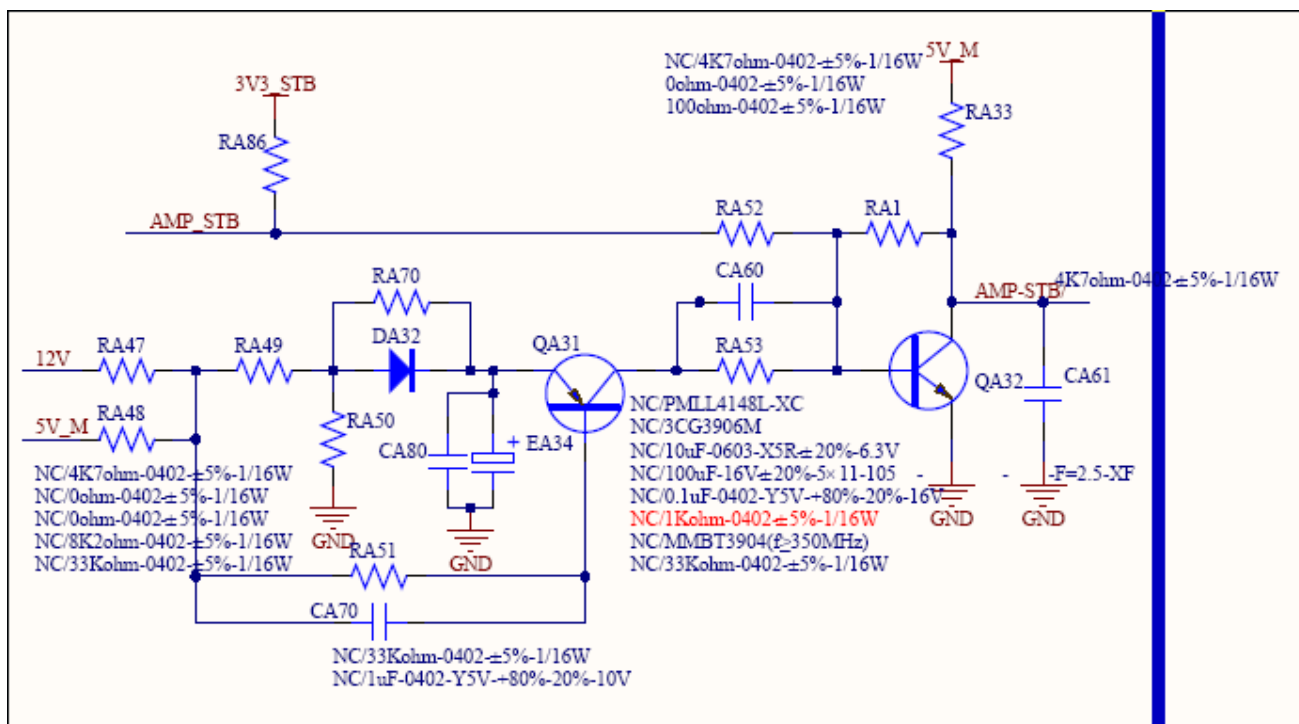 NC/4K7ohm-0402-±5%-1/16W
5V_M
0ohm-0402-±5%-1/16W
100ohm-0402-±5%-1/16W
3V3_STB
RA33
RA86
AMP_STB
RA52
RA1
CA60
RA70
4K7ohm-0402-±5%-1/16W
AMP-STB/
12V
RA47
RA49
DA32
QA31
RA53
QA32
CA61
5V_M
RA48
RA50
CA80
+
EA34
NC/PMLL4148L-XC
NC/3CG3906M
NC/10uF-0603-X5R-±20%-6.3V
NC/100uF-16V±20%-5×11-105 - - -F=2.5-XF
NC/0.1uF-0402-Y5V-+80%-20%-16V
NC/1Kohm-0402-±5%-1/16W
NC/MMBT3904(f≥350MHz)
NC/33Kohm-0402-±5%-1/16W
GND
GND
NC/4K7ohm-0402-±5%-1/16W
NC/0ohm-0402-±5%-1/16W
NC/0ohm-0402-±5%-1/16W
NC/8K2ohm-0402-±5%-1/16W
NC/33Kohm-0402-±5%-1/16W
GND
GND
RA51
CA70
NC/33Kohm-0402-±5%-1/16W
NC/1uF-0402-Y5V-+80%-20%-10V